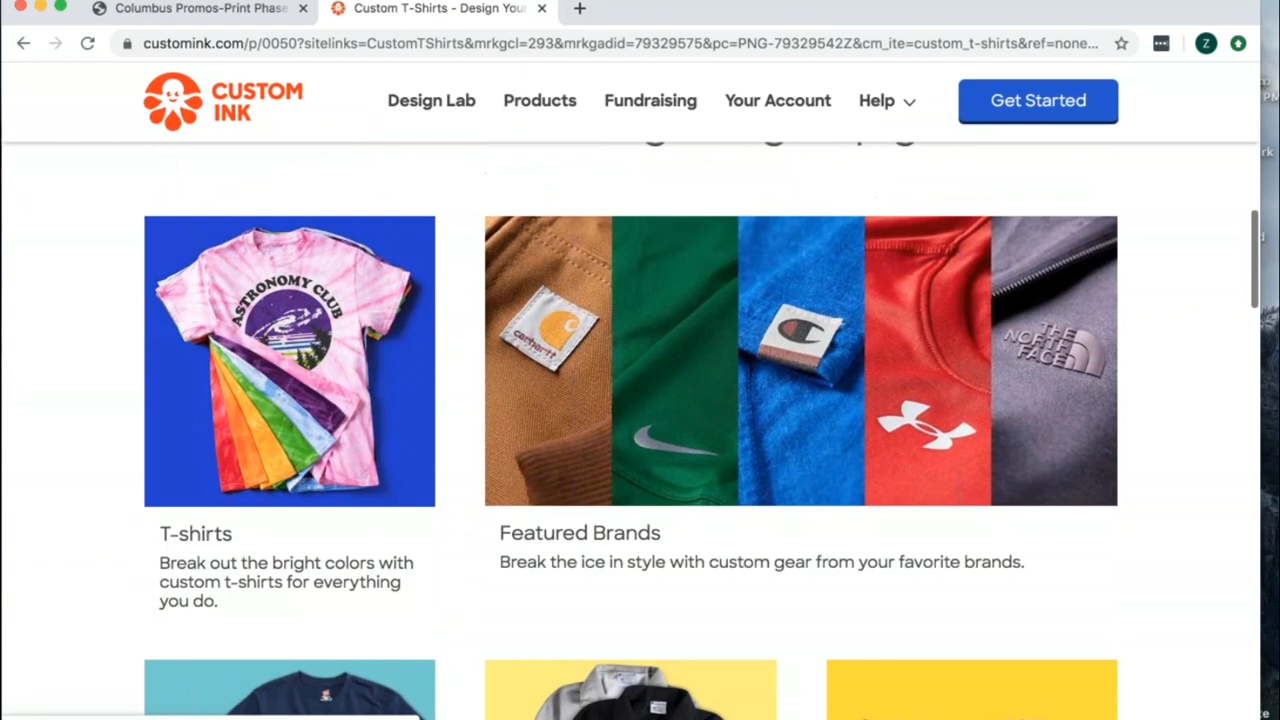 Columbus Promos-Print Phase
Custom T-Shirts - Design Your
customink.com/p/0050?sitelinks=CustomTShirts&mrkgcl=293&mrkgadid=79329575&pc=PNG-79329542Z&cm_ite=custom_t-shirts&ref=none...
Z
CUSTOM
INK
Design Lab
Products
Fundraising
Your Account
Help
Get Started
ASTRONOMY CLUB
carhartt
THE
NORTH
FACE
T-shirts
Break out the bright colors with
custom t-shirts for everything
you do.
Featured Brands
Break the ice in style with custom gear from your favorite brands.